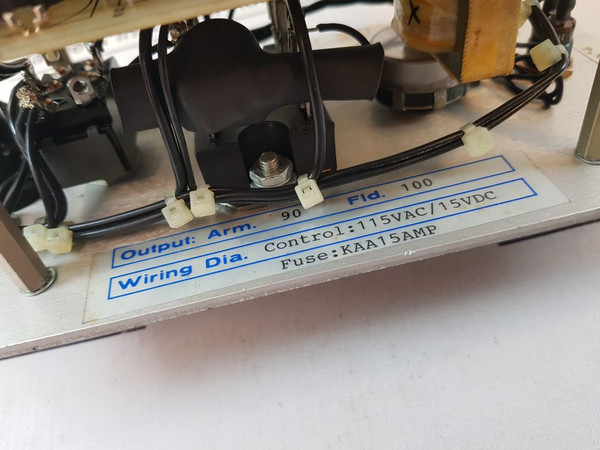 Output: Arm. 90 Fld. 100
Wiring Dia. Control:115VAC/15VDC
Fuse:KAA15AMP
X